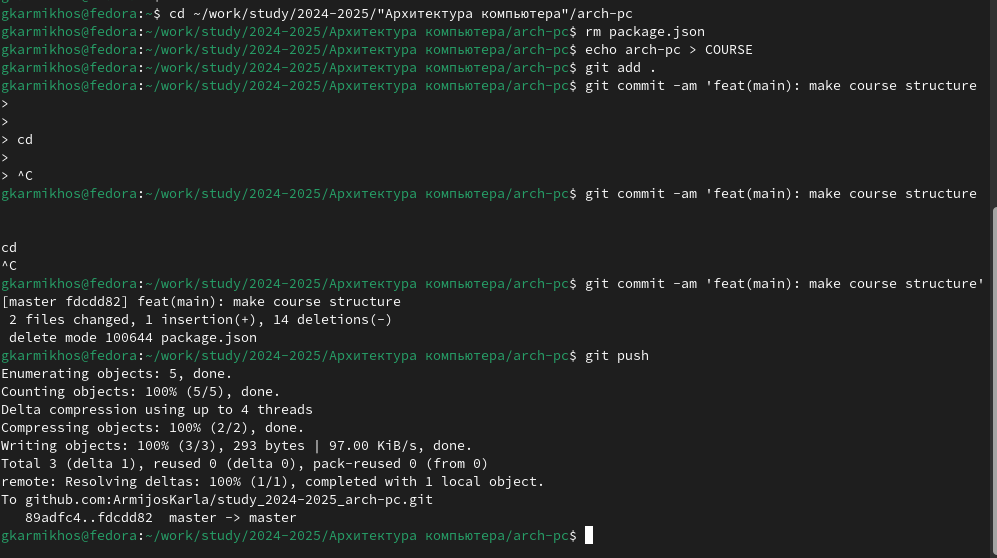 gkarmikhos@fedora:~$ cd ~/work/study/2024-2025/"Архитектура компьютера"/arch-pc
gkarmikhos@fedora:~/work/study/2024-2025/Архитектура компьютера/arch-pc$ rm package.json
gkarmikhos@fedora:~/work/study/2024-2025/Архитектура компьютера/arch-pc$ echo arch-pc > COURSE
gkarmikhos@fedora:~/work/study/2024-2025/Архитектура компьютера/arch-pc$ git add .
gkarmikhos@fedora:~/work/study/2024-2025/Архитектура компьютера/arch-pc$ git commit -am 'feat(main): make course structure
>
>
> cd
>
> ^C
gkarmikhos@fedora:~/work/study/2024-2025/Архитектура компьютера/arch-pc$ git commit -am 'feat(main): make course structure
cd
^C
gkarmikhos@fedora:~/work/study/2024-2025/Архитектура компьютера/arch-pc$ git commit -am 'feat(main): make course structure'
[master fdcdd82] feat(main): make course structure
 2 files changed, 1 insertion(+), 14 deletions(-)
 delete mode 100644 package.json
gkarmikhos@fedora:~/work/study/2024-2025/Архитектура компьютера/arch-pc$ git push
Enumerating objects: 5, done.
Counting objects: 100% (5/5), done.
Delta compression using up to 4 threads
Compressing objects: 100% (2/2), done.
Writing objects: 100% (3/3), 293 bytes | 97.00 KiB/s, done.
Total 3 (delta 1), reused 0 (delta 0), pack-reused 0 (from 0)
remote: Resolving deltas: 100% (1/1), completed with 1 local object.
To github.com:ArmijosKarla/study_2024-2025_arch-pc.git
   89adfc4..fdcdd82  master -> master
gkarmikhos@fedora:~/work/study/2024-2025/Архитектура компьютера/arch-pc$